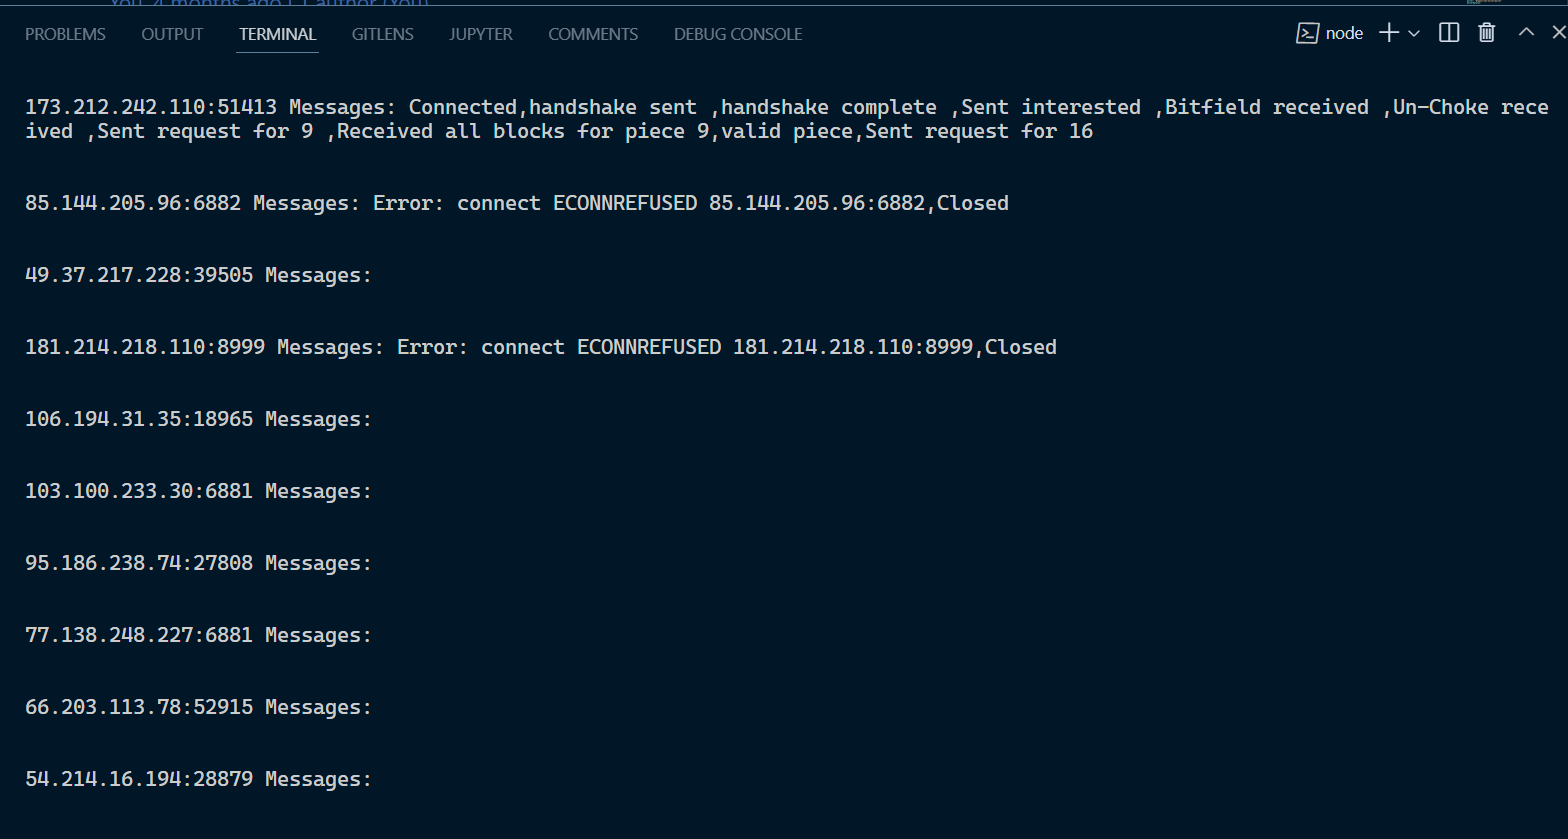 You, 4 months ago | 1 author (You)
PROBLEMS OUTPUT TERMINAL GITLENS JUPYTER COMMENTS DEBUG CONSOLE node
173.212.242.110:51413 Messages: Connected,handshake sent ,handshake complete ,Sent interested ,Bitfield received ,Un-Choke rece
ived ,Sent request for 9 ,Received all blocks for piece 9,valid piece,Sent request for 16
85.144.205.96:6882 Messages: Error: connect ECONNREFUSED 85.144.205.96:6882,Closed
49.37.217.228:39505 Messages:
181.214.218.110:8999 Messages: Error: connect ECONNREFUSED 181.214.218.110:8999,Closed
106.194.31.35:18965 Messages:
103.100.233.30:6881 Messages:
95.186.238.74:27808 Messages:
77.138.248.227:6881 Messages:
66.203.113.78:52915 Messages:
54.214.16.194:28879 Messages: